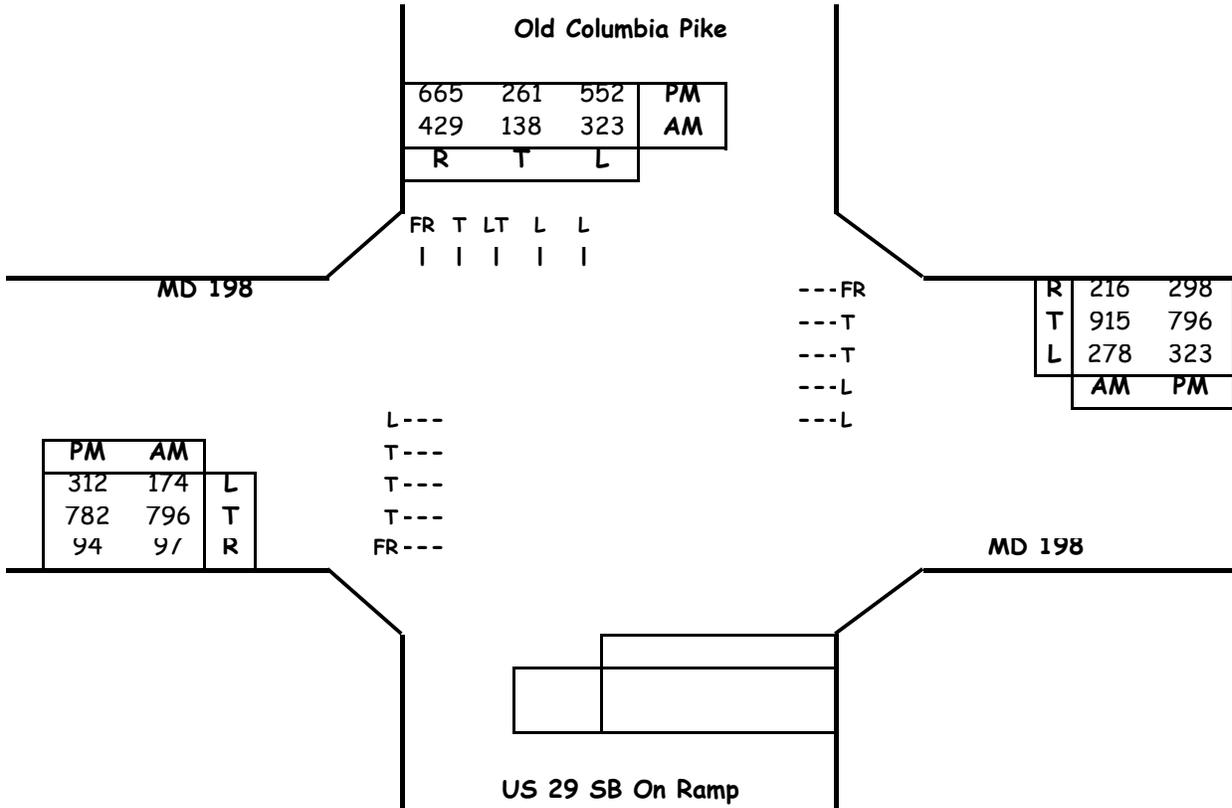 Old Columbia Pike
665 261 552 PM
429 138 323 AM
R T L
FR T LT L L
MD 198
---FR
---T
---T
---L
---L
R 216 298
T 915 796
L 278 323
AM PM
L---
T---
T---
T---
FR---
PM AM
312 174 L
782 796 T
94 97 R
MD 198
US 29 SB On Ramp